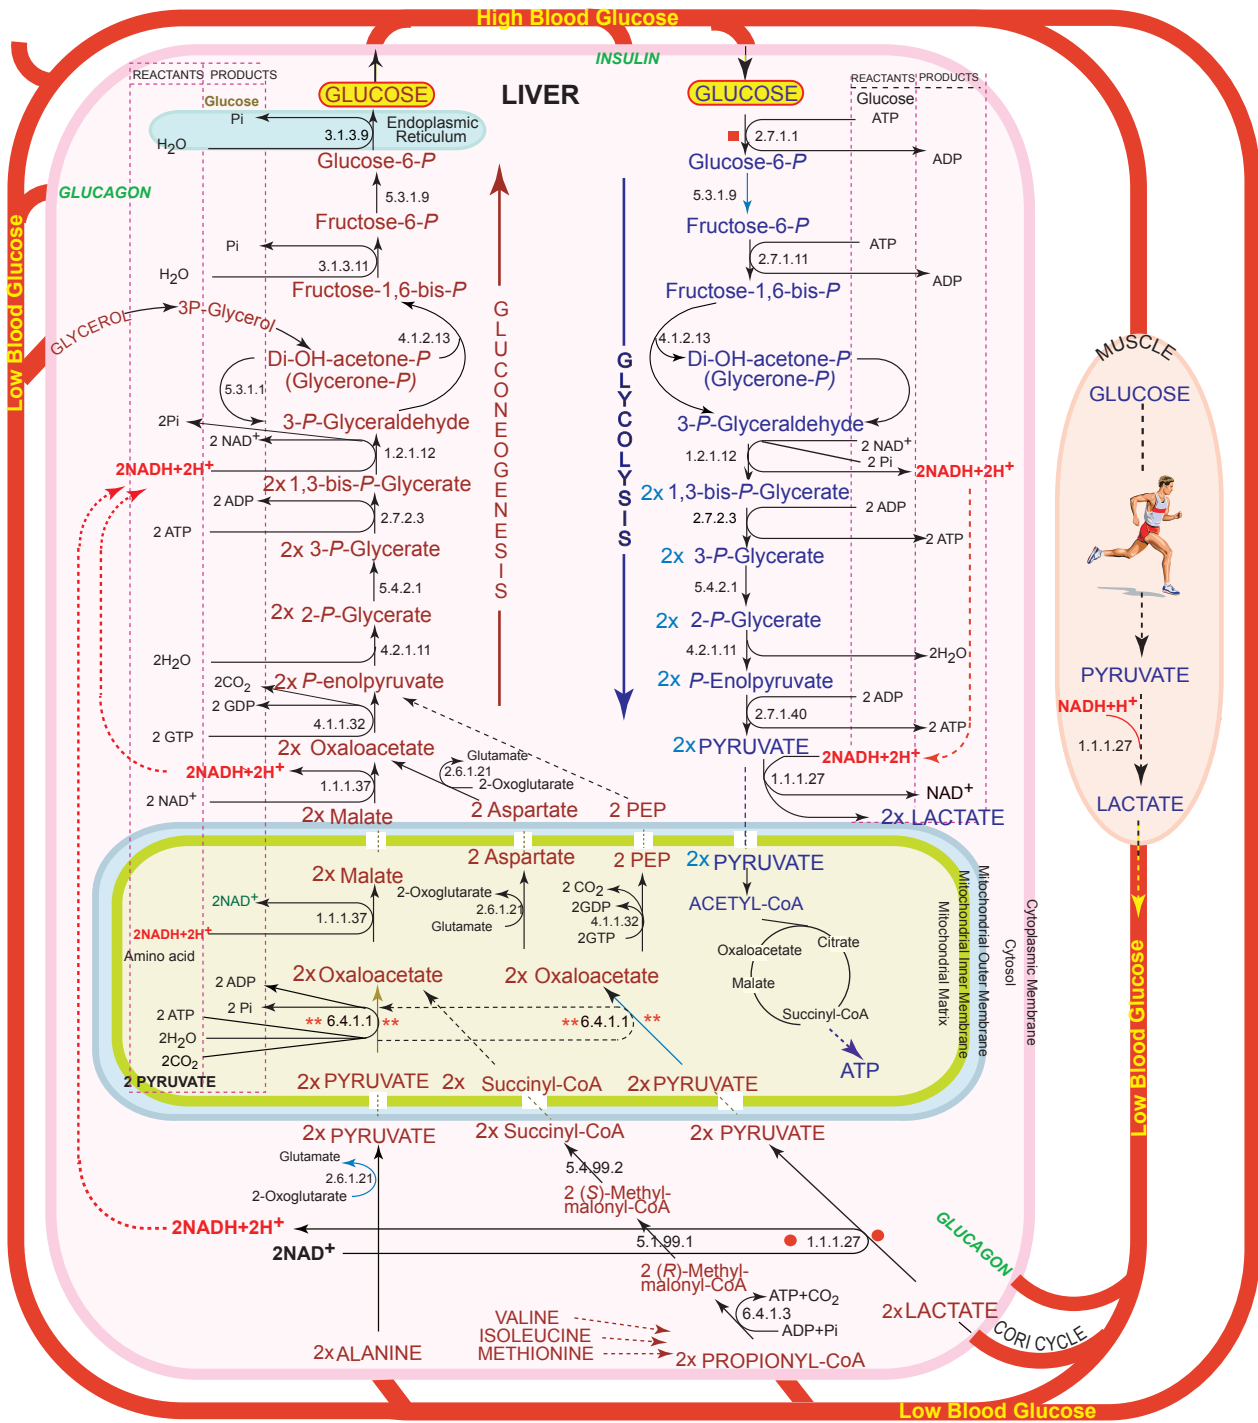 High Blood Glucose
INSULIN
REACTANTS PRODUCTS
LIVER
REACTANTS PRODUCTS
Glucose
GLUCOSE
GLUCOSE
Glucose
Pi
3.1.3.9
Endoplasmic
Reticulum
H₂O
ATP
2.7.1.1
ADP
Glucose-6-P
Glucose-6-P
GLUCAGON
5.3.1.9
5.3.1.9
Fructose-6-P
Fructose-6-P
Pi
3.1.3.11
H₂O
ATP
2.7.1.11
ADP
Fructose-1,6-bis-P
Fructose-1,6-bis-P
Low Blood Glucose
GLYCEROL
3P-Glycerol
4.1.2.13
4.1.2.13
Di-OH-acetone-P
(Glycerone-P)
Di-OH-acetone-P
(Glycerone-P)
5.3.1.1
GLUCONEOGENESIS
GLYCOLYSIS
MUSCLE
GLUCOSE
3-P-Glyceraldehyde
3-P-Glyceraldehyde
2Pi
2 NAD⁺
1.2.1.12
2NADH+2H⁺
2 NAD⁺
1.2.1.12
2 Pi
2NADH+2H⁺
2x 1,3-bis-P-Glycerate
2x 1,3-bis-P-Glycerate
2 ADP
2.7.2.3
2 ATP
2 ADP
2.7.2.3
2 ATP
2x 3-P-Glycerate
2x 3-P-Glycerate
5.4.2.1
5.4.2.1
2x 2-P-Glycerate
2x 2-P-Glycerate
4.2.1.11
2H₂O
4.2.1.11
2H₂O
2x P-enolpyruvate
2x P-Enolpyruvate
PYRUVATE
2CO₂
2 GDP
4.1.1.32
2 GTP
2 ADP
2.7.1.40
2 ATP
NADH+H⁺
1.1.1.27
LACTATE
2x Oxaloacetate
2x PYRUVATE
Glutamate
2.6.1.21
2-Oxoglutarate
2NADH+2H⁺
1.1.1.37
2 NAD⁺
2NADH+2H⁺
1.1.1.27
NAD⁺
2x LACTATE
2x Malate
2 Aspartate
2 PEP
2x Malate
2 Aspartate
2 PEP
2x PYRUVATE
2NAD⁺
1.1.1.37
2NADH+2H⁺
Amino acid
2-Oxoglutarate
2.6.1.21
Glutamate
2 CO₂
2GDP
4.1.1.32
2GTP
ACETYL-CoA
Oxaloacetate
Citrate
Malate
Succinyl-CoA
ATP
Mitochondrial Matrix
Mitochondrial Inner Membrane
Mitochondrial Outer Membrane
Cytosol
Cytoplasmic Membrane
2x Oxaloacetate
2x Oxaloacetate
2 ADP
2 Pi
2 ATP
2H₂O
2CO₂
2 PYRUVATE
** 6.4.1.1 **
** 6.4.1.1 **
2x PYRUVATE
2x Succinyl-CoA
2x PYRUVATE
Low Blood Glucose
2x PYRUVATE
2x Succinyl-CoA
2x PYRUVATE
Glutamate
2.6.1.21
2-Oxoglutarate
5.4.99.2
2 (S)-Methyl-
malonyl-CoA
2NADH+2H⁺
2NAD⁺
5.1.99.1
1.1.1.27
GLUCAGON
2 (R)-Methyl-
malonyl-CoA
ATP+CO₂
6.4.1.3
ADP+Pi
2x LACTATE
CORI CYCLE
VALINE
ISOLEUCINE
METHIONINE
2x ALANINE
2x PROPIONYL-CoA
Low Blood Glucose